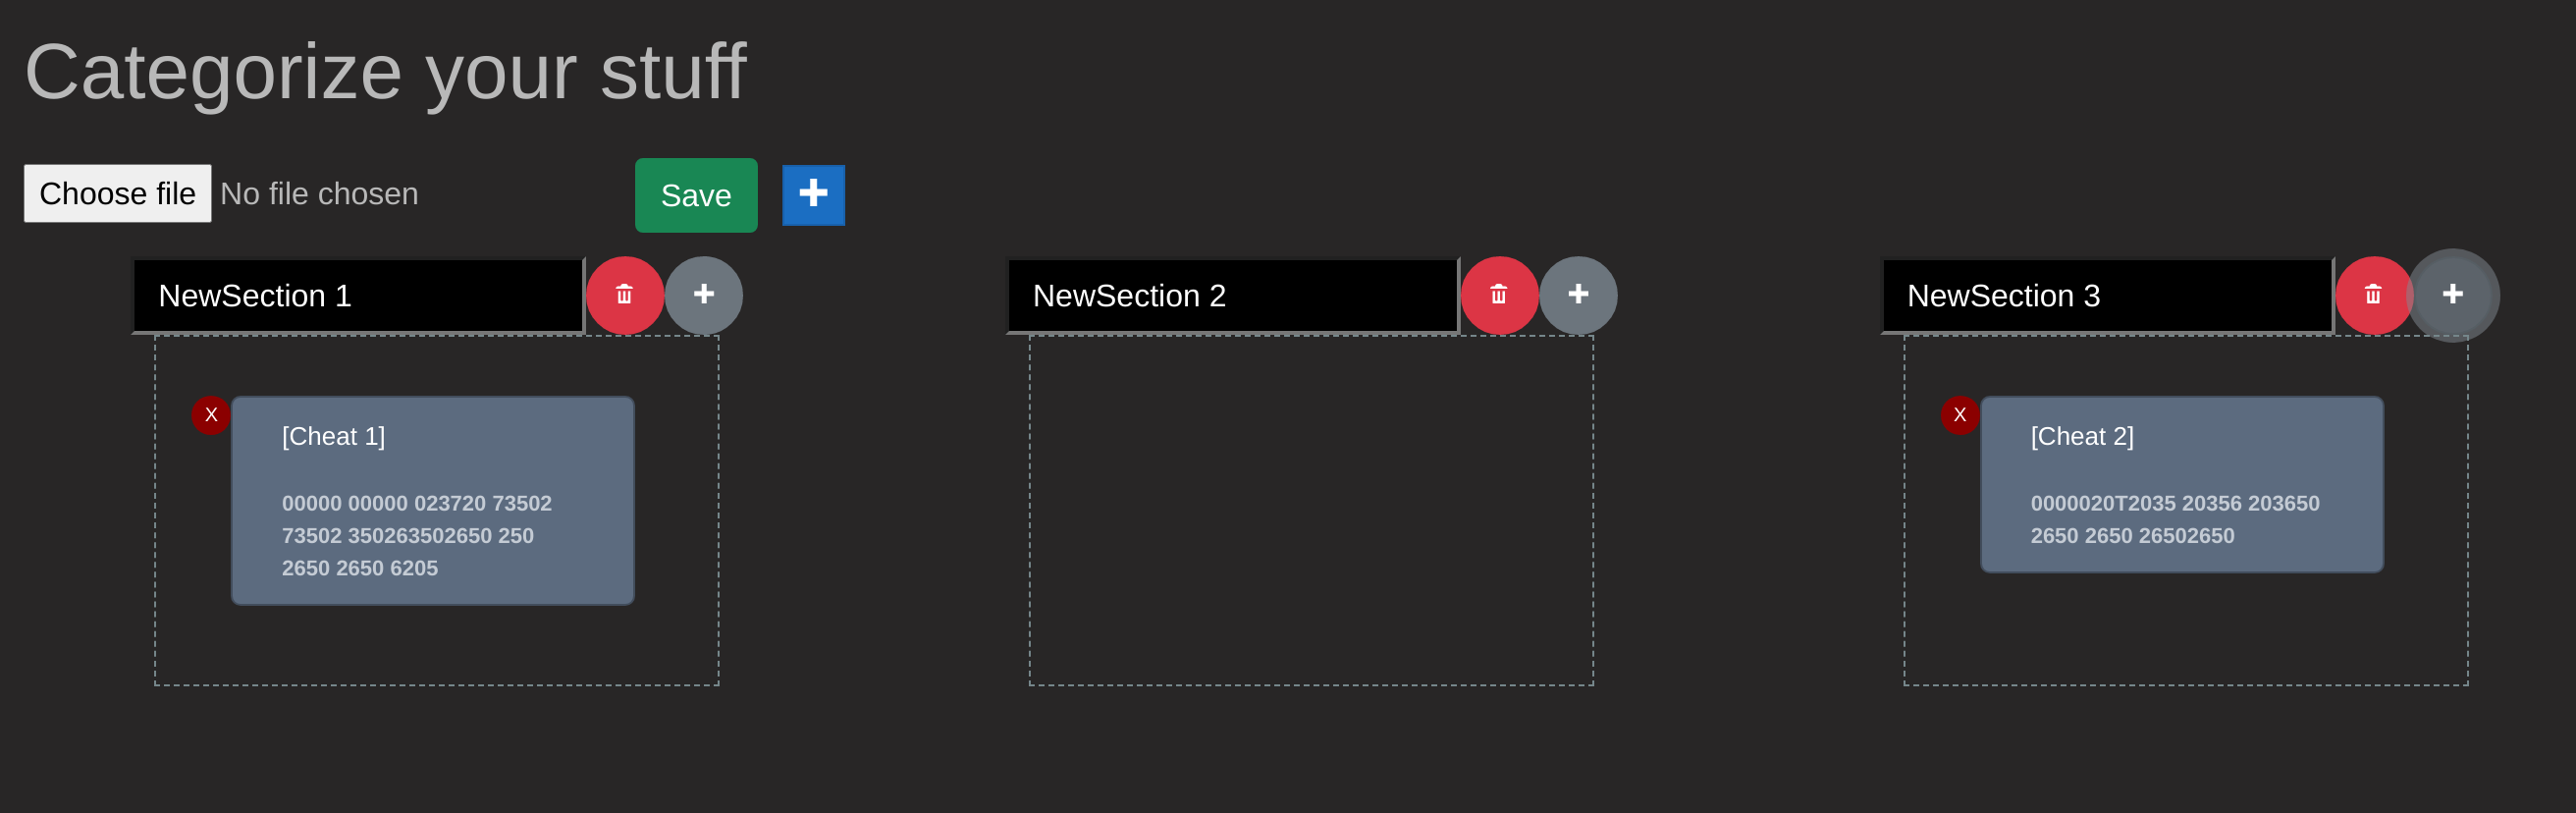 Categorize your stuff
Choose file No file chosen Save
NewSection 1
NewSection 2
NewSection 3
X
[Cheat 1]
00000 00000 023720 73502
73502 350263502650 250
2650 2650 6205
X
[Cheat 2]
0000020T2035 20356 203650
2650 2650 26502650